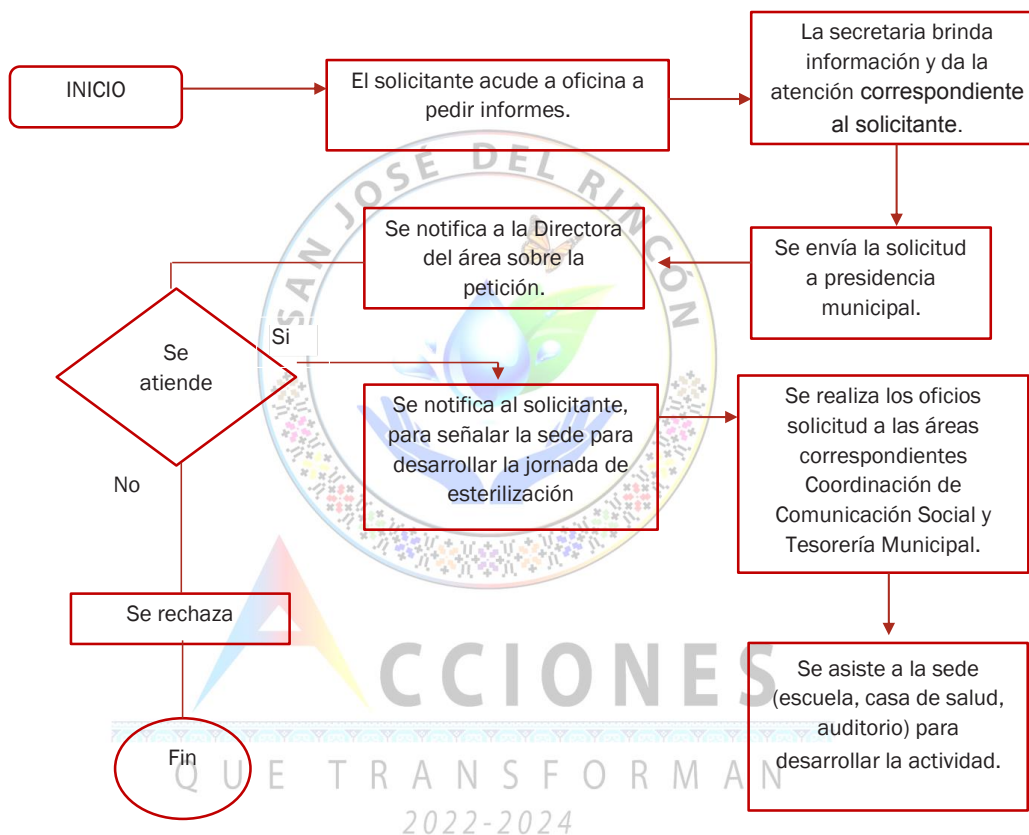 INICIO
El solicitante acude a oficina a
pedir informes.
La secretaria brinda
información y da la
atención correspondiente
al solicitante.
Se envía la solicitud
a presidencia
municipal.
Se notifica a la Directora
del área sobre la
petición.
Se
atiende
Si
No
Se notifica al solicitante,
para señalar la sede para
desarrollar la jornada de
esterilización
Se realiza los oficios
solicitud a las áreas
correspondientes
Coordinación de
Comunicación Social y
Tesorería Municipal.
Se asiste a la sede
(escuela, casa de salud,
auditorio) para
desarrollar la actividad.
Se rechaza
Fin
SAN JOSÉ DEL RINCÓN
ACCIONES
QUE TRANSFORMAN
2022-2024